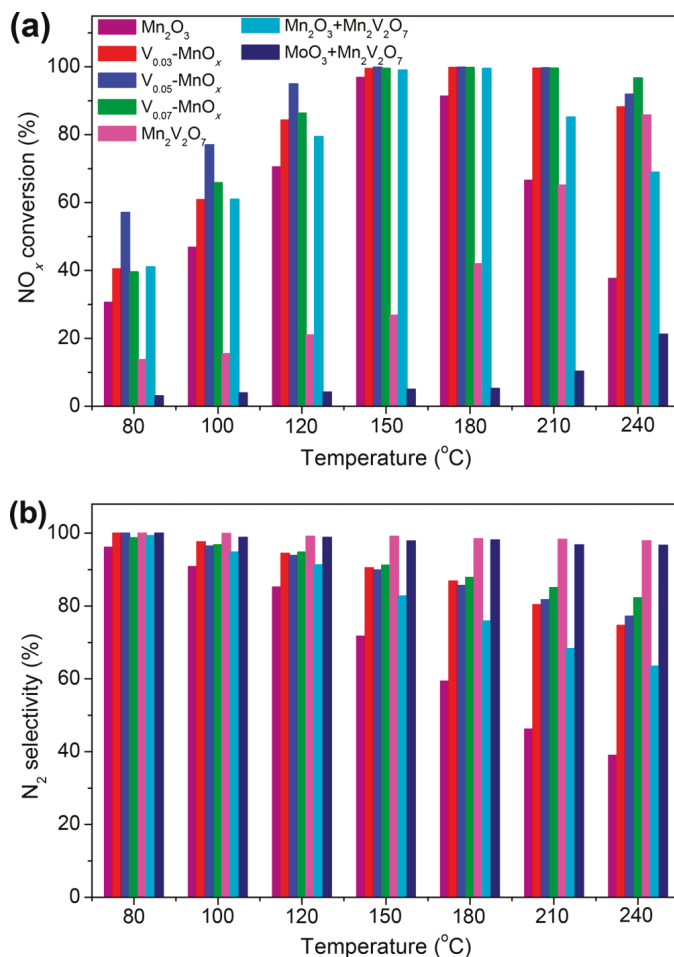 (a)
Mn₂O₃
V₀.₀₃-MnOₓ
V₀.₀₅-MnOₓ
V₀.₀₇-MnOₓ
Mn₂V₂O₇
Mn₂O₃+Mn₂V₂O₇
MoO₃+Mn₂V₂O₇
NOₓ conversion (%)
100
80
60
40
20
0
80 100 120 150 180 210 240
Temperature (°C)
(b)
N₂ selectivity (%)
100
80
60
40
20
0
80 100 120 150 180 210 240
Temperature (°C)